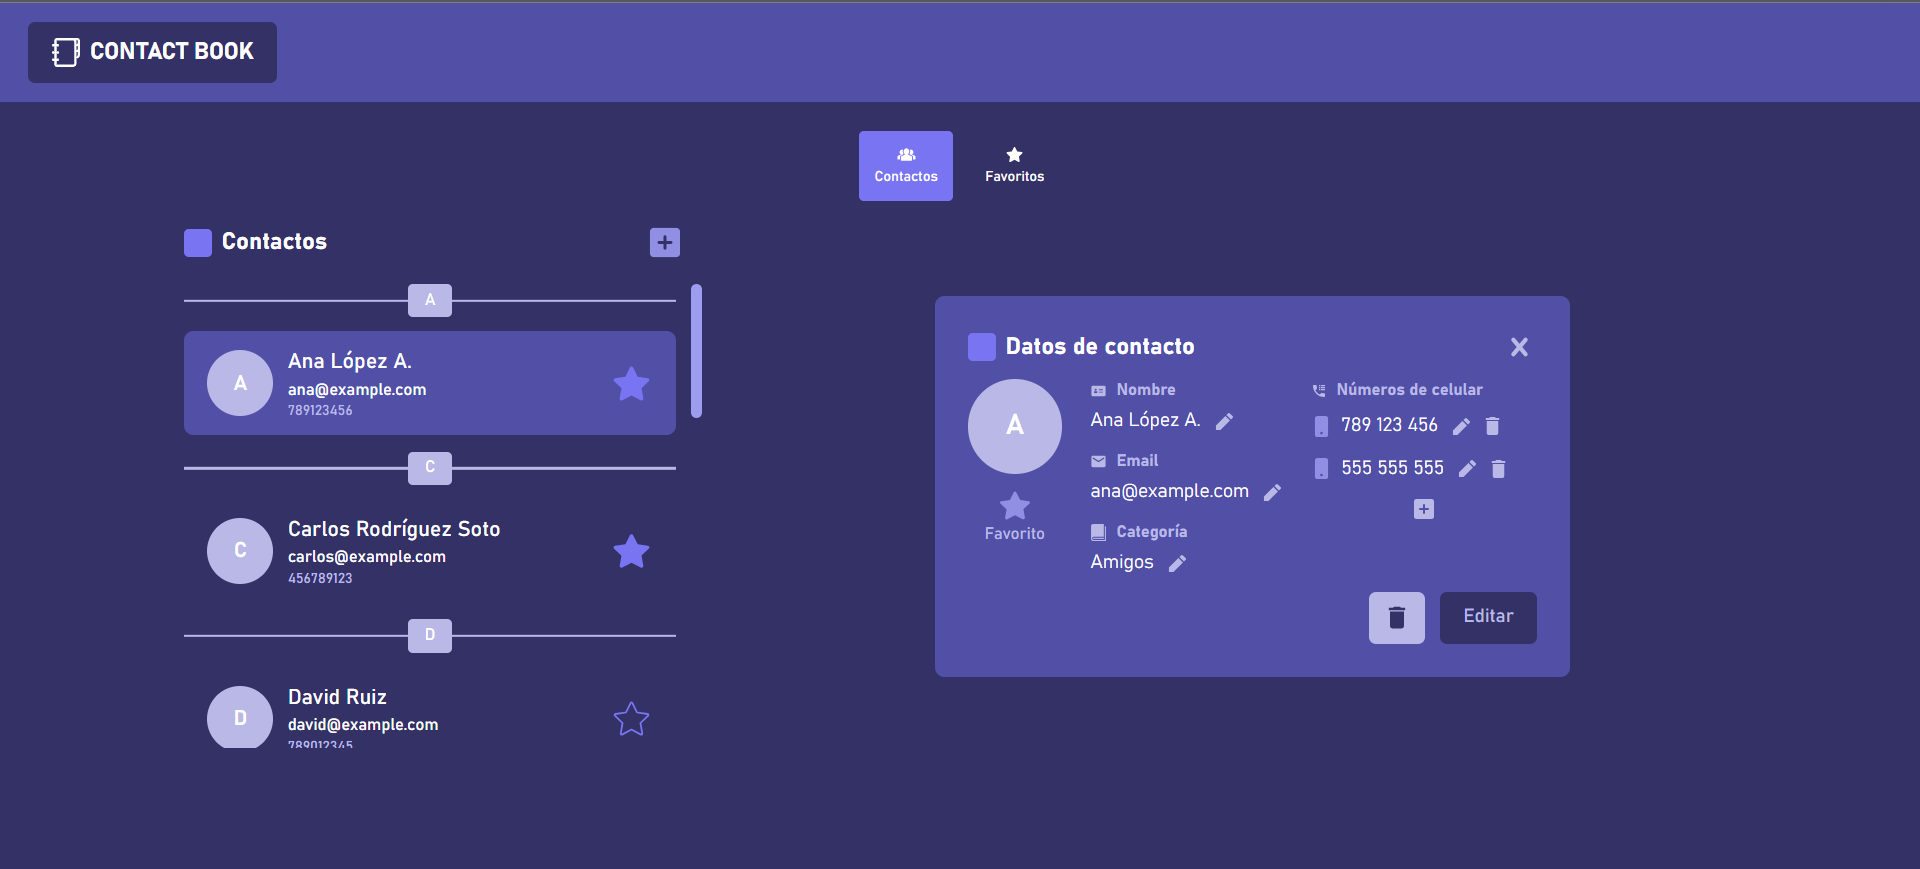 CONTACT BOOK
Contactos
Favoritos
Contactos
A
A
Ana López A.
ana@example.com
789123456
C
C
Carlos Rodríguez Soto
carlos@example.com
456789123
D
D
David Ruiz
david@example.com
789012345
Datos de contacto
A
Favorito
Nombre
Ana López A.
Email
ana@example.com
Categoría
Amigos
Números de celular
789 123 456
555 555 555
Editar